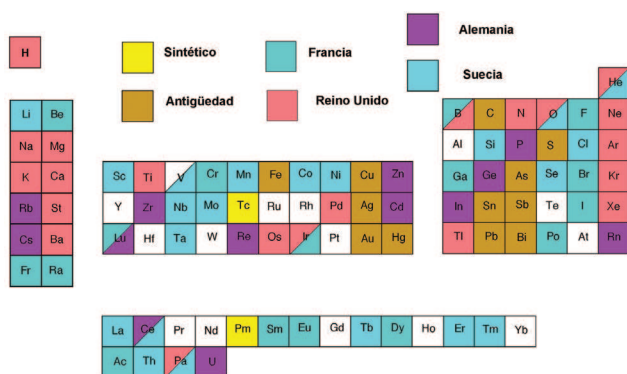 Alemania
H Sintético Francia
Suecia
Antigüedad Reino Unido
He
Li Be B C N O F Ne
Na Mg Al Si P S Cl Ar
K Ca Sc Ti V Cr Mn Fe Co Ni Cu Zn Ga Ge As Se Br Kr
Rb St Y Zr Nb Mo Tc Ru Rh Pd Ag Cd In Sn Sb Te I Xe
Cs Ba Lu Hf Ta W Re Os Ir Pt Au Hg Tl Pb Bi Po At Rn
Fr Ra
La Ce Pr Nd Pm Sm Eu Gd Tb Dy Ho Er Tm Yb
Ac Th Pa U